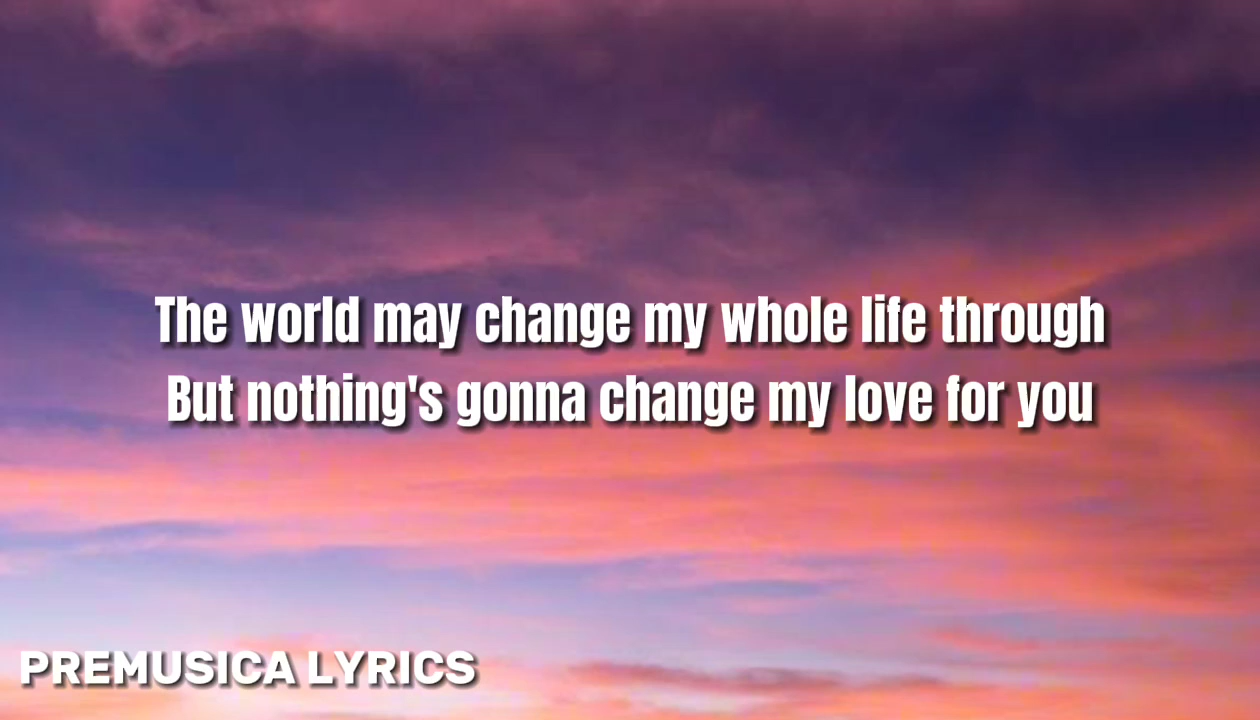 The world may change my whole life through
But nothing's gonna change my love for you
PREMUSICA LYRICS